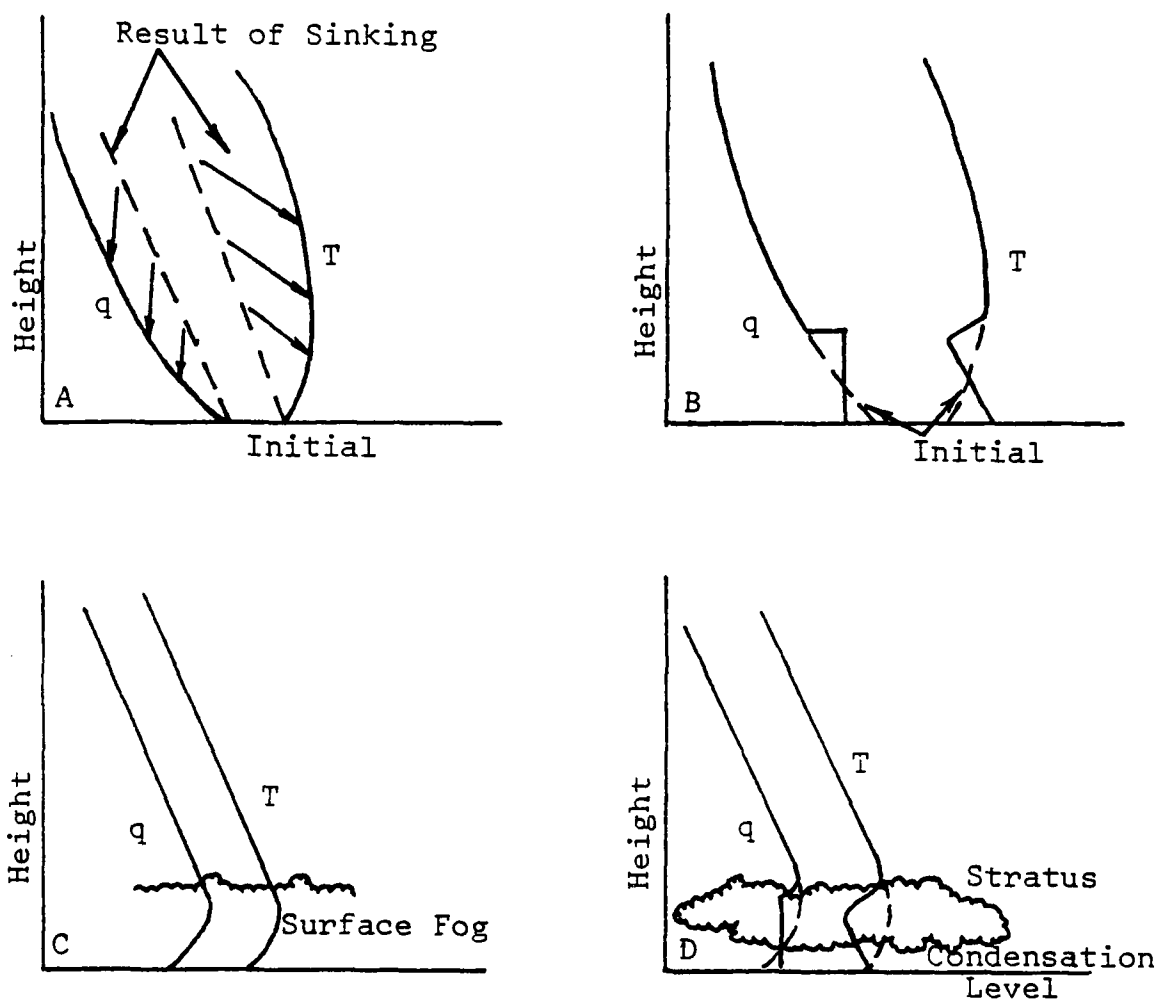 Result of Sinking
Height
q
T
A
Initial
Height
q
T
B
Initial
Height
q
T
Surface Fog
C
Height
q
T
Stratus
D
Condensation
Level